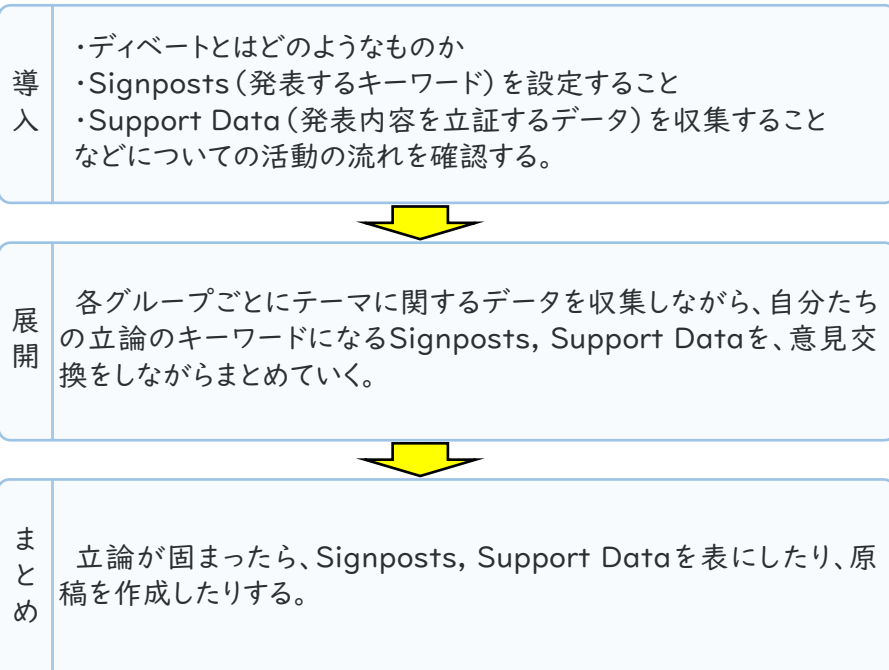 導入
・ディベートとはどのようなものか
・Signposts（発表するキーワード）を設定すること
・Support Data（発表内容を立証するデータ）を収集すること
などについての活動の流れを確認する。
展開
各グループごとにテーマに関するデータを収集しながら、自分たち
の立論のキーワードになるSignposts, Support Dataを、意見交
換をしながらまとめていく。
まとめ
立論が固まったら、Signposts, Support Dataを表にしたり、原
稿を作成したりする。